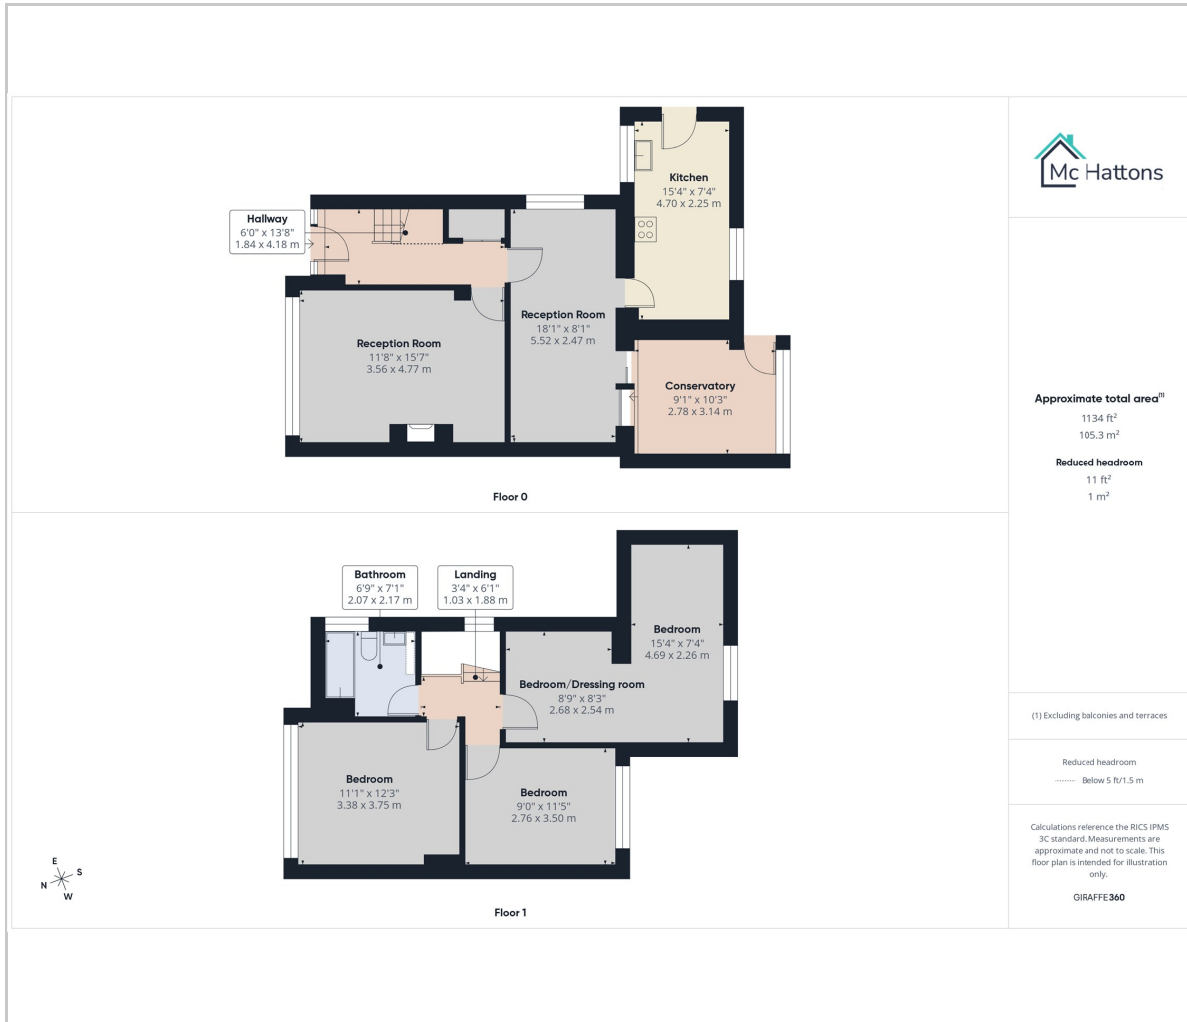 Hallway
6'0" x 13'8"
1.84 x 4.18 m
Kitchen
15'4" x 7'4"
4.70 x 2.25 m
Reception Room
18'1" x 8'1"
5.52 x 2.47 m
Reception Room
11'8" x 15'7"
3.56 x 4.77 m
Conservatory
9'1" x 10'3"
2.78 x 3.14 m
Floor 0
Bathroom
6'9" x 7'1"
2.07 x 2.17 m
Landing
3'4" x 6'1"
1.03 x 1.88 m
Bedroom
15'4" x 7'4"
4.69 x 2.26 m
Bedroom/Dressing room
8'9" x 8'3"
2.68 x 2.54 m
Bedroom
11'1" x 12'3"
3.38 x 3.75 m
Bedroom
9'0" x 11'5"
2.76 x 3.50 m
E
S
N
W
Floor 1
Mc Hattons
Approximate total area(1)
1134 ft²
105.3 m²
Reduced headroom
11 ft²
1 m²
(1) Excluding balconies and terraces
Reduced headroom
Below 5 ft/1.5 m
Calculations reference the RICS IPMS
3C standard. Measurements are
approximate and not to scale. This
floor plan is intended for illustration
only.
GIRAFFE360